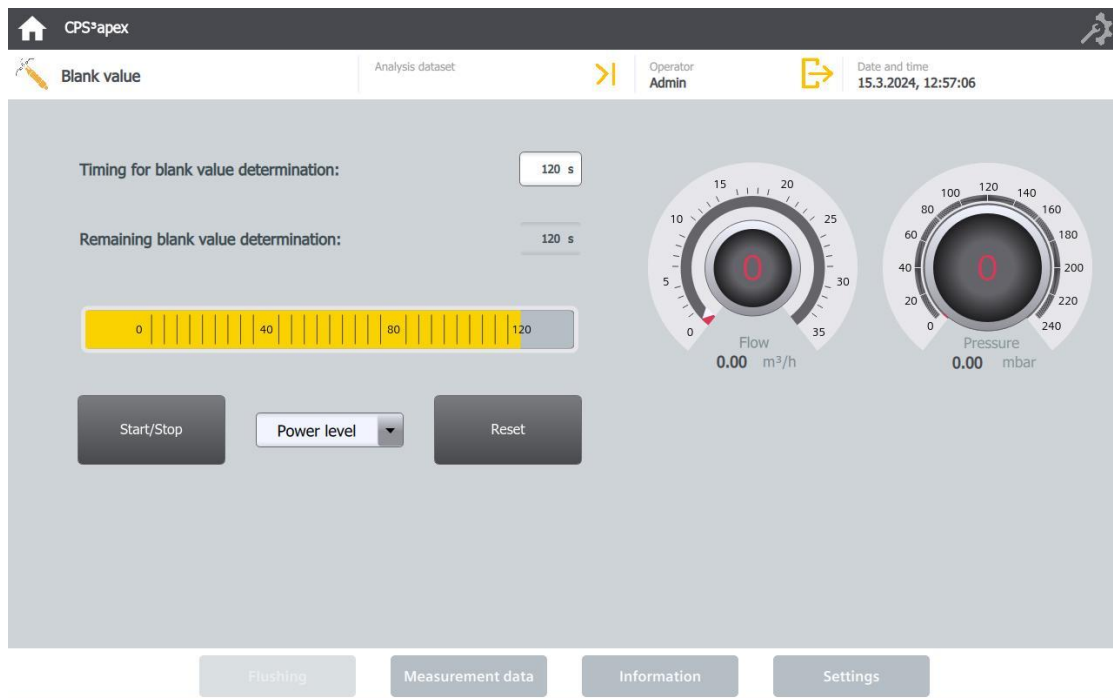 CPS³apex
Blank value
Analysis dataset
Operator
Admin
Date and time
15.3.2024, 12:57:06
Timing for blank value determination:
120 s
Remaining blank value determination:
120 s
0 40 80 120
Start/Stop
Power level
Reset
0 5 10 15 20 25 30 35
0
Flow
0.00 m³/h
0 20 40 60 80 100 120 140 160 180 200 220 240
0
Pressure
0.00 mbar
Flushing
Measurement data
Information
Settings